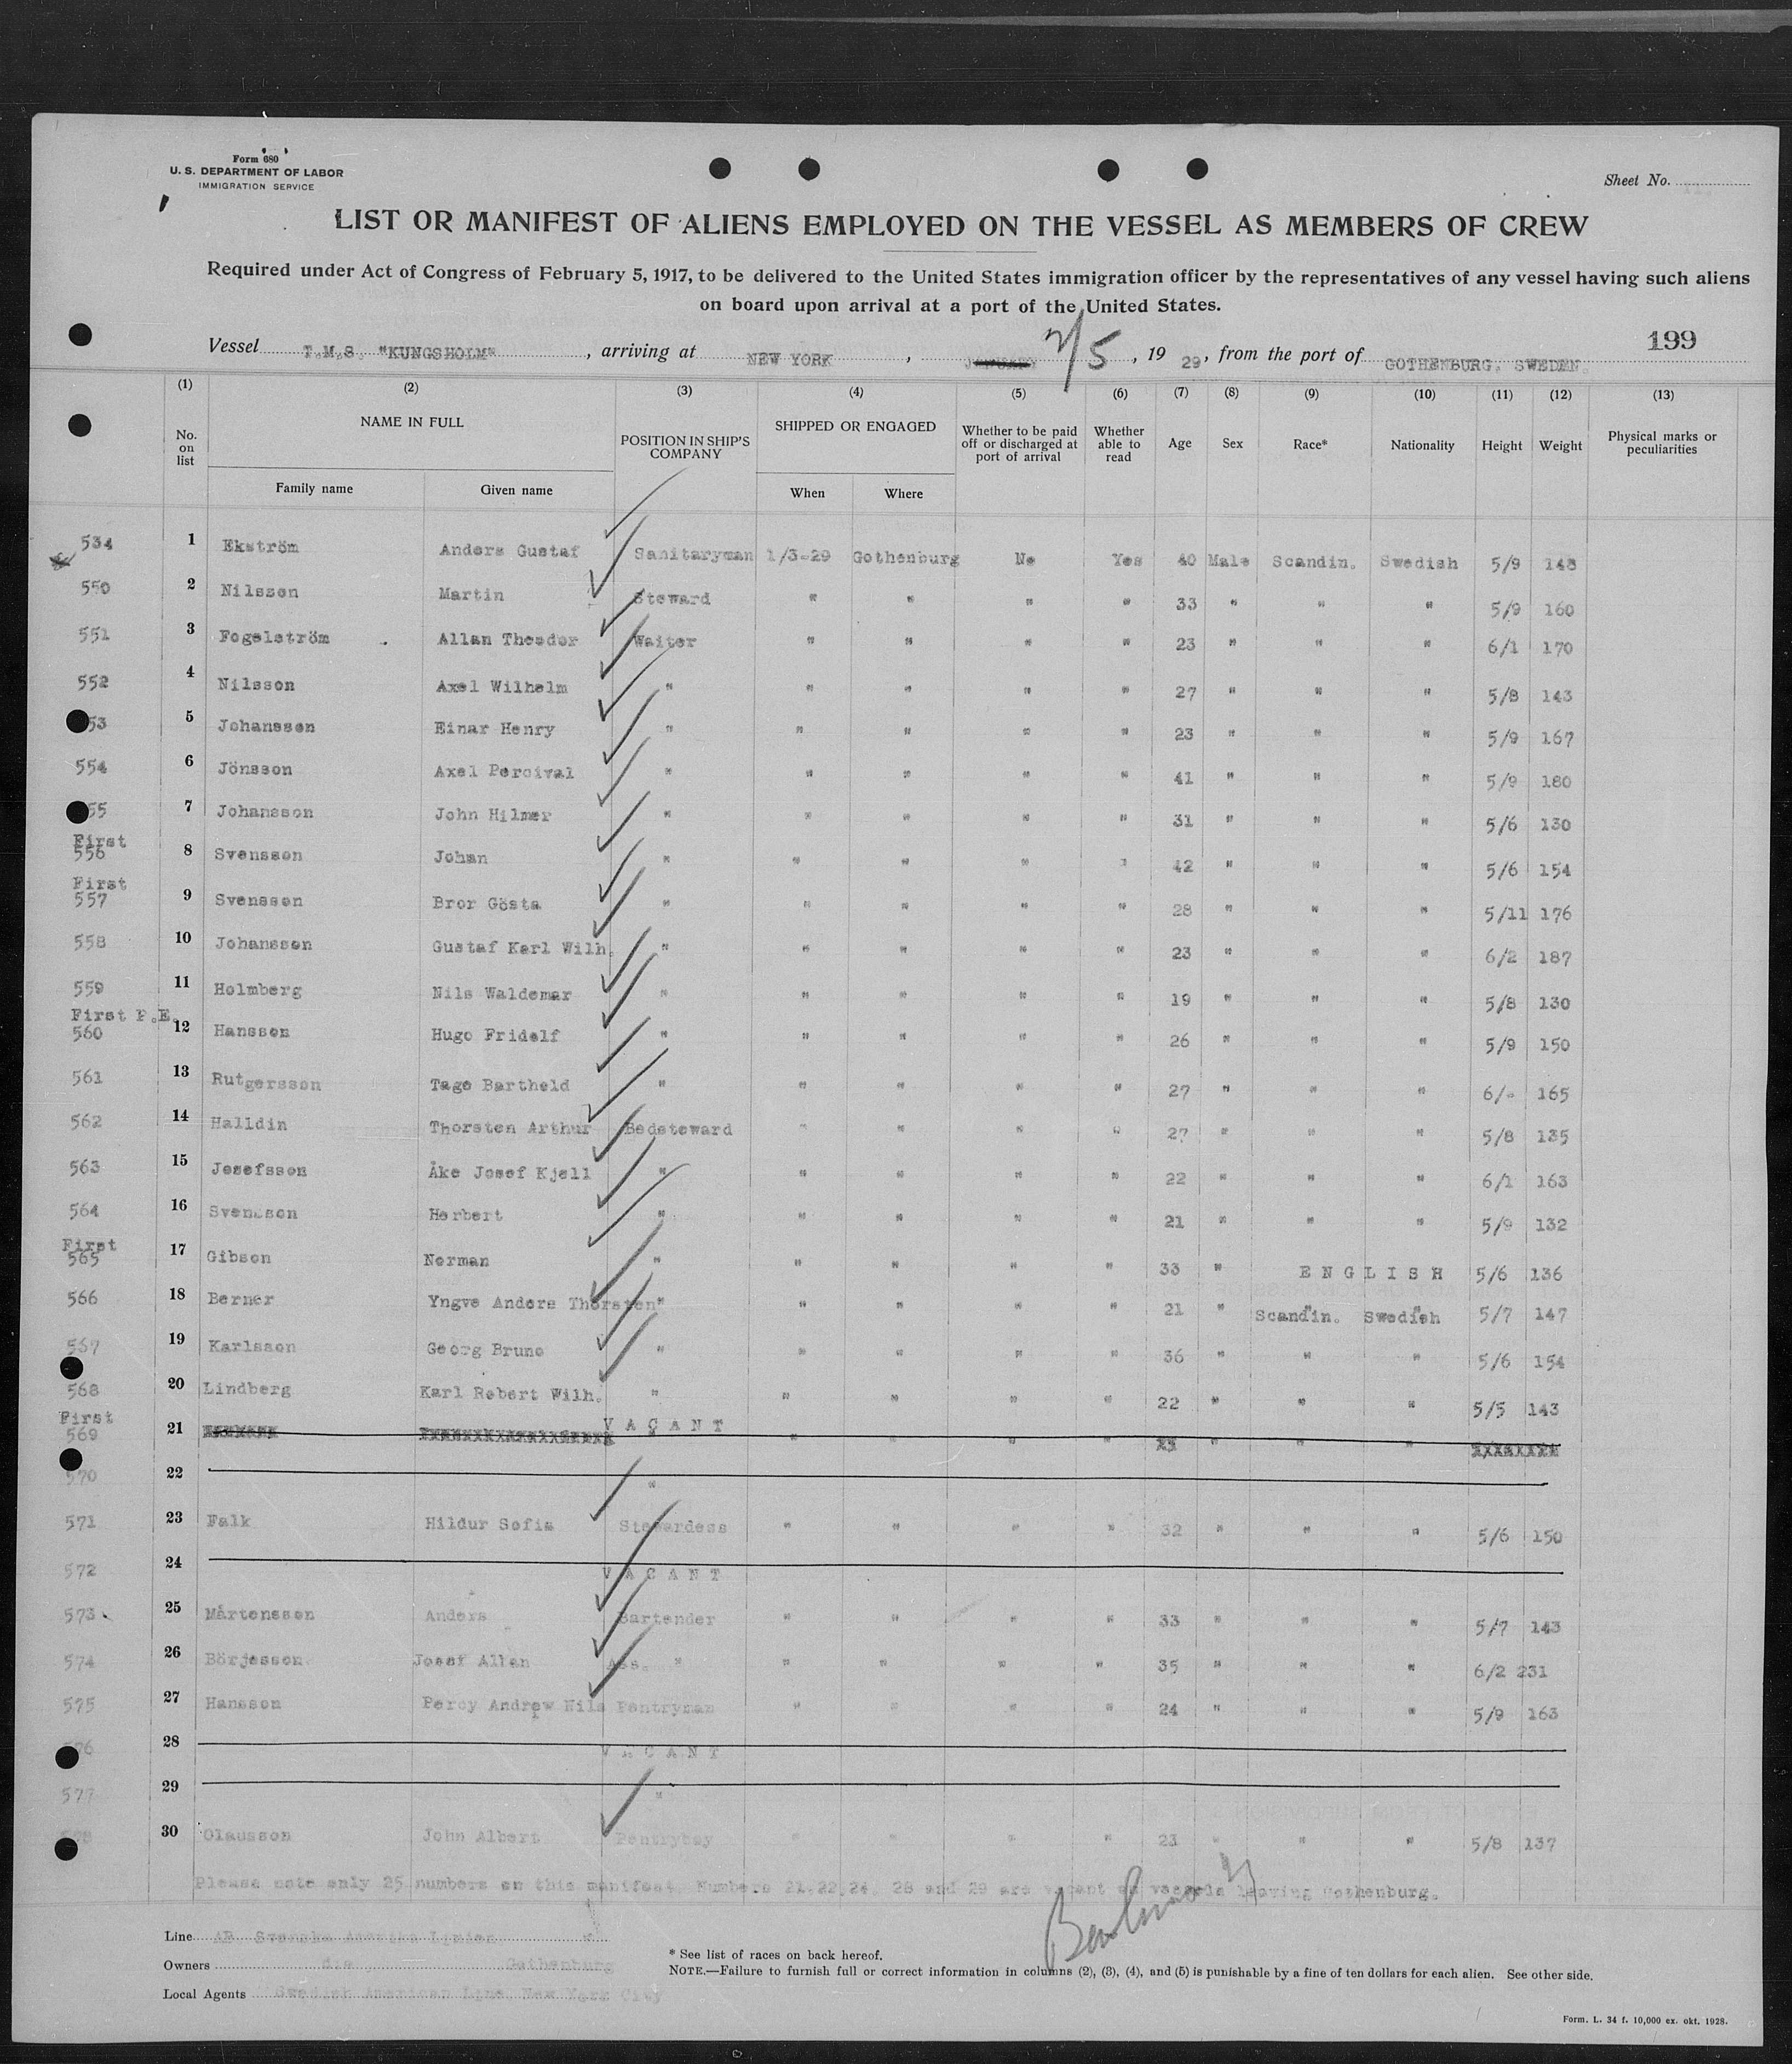 Form 680
U. S. DEPARTMENT OF LABOR
IMMIGRATION SERVICE
Sheet No.
LIST OR MANIFEST OF ALIENS EMPLOYED ON THE VESSEL AS MEMBERS OF CREW
Required under Act of Congress of February 5, 1917, to be delivered to the United States immigration officer by the representatives of any vessel having such aliens
on board upon arrival at a port of the United States.
199
Vessel T.M.S. "KUNGSHOLM", arriving at NEW YORK, 2/5, 19 29, from the port of GOTHENBURG, SWEDEN.
(1) (2) (3) (4) (5) (6) (7) (8) (9) (10) (11) (12) (13)
No. on list NAME IN FULL POSITION IN SHIP'S COMPANY SHIPPED OR ENGAGED Whether to be paid off or discharged at port of arrival Whether able to read Age Sex Race* Nationality Height Weight Physical marks or peculiarities
Family name Given name When Where
534 1 Ekström Anders Gustaf Sanitaryman 1/3-29 Gothenburg No Yes 40 Male Scandin. Swedish 5/9 148
550 2 Nilsson Martin Steward " " " " 33 " " " 5/9 160
551 3 Fogelström Allan Theodor Waiter " " " " 23 " " " 6/1 170
552 4 Nilsson Axel Wilhelm " " " " " 27 " " " 5/8 143
53 5 Johansson Einar Henry " " " " " 23 " " " 5/9 167
554 6 Jönsson Axel Percival " " " " " 41 " " " 5/9 180
55 7 Johansson John Hilmer " " " " " 31 " " " 5/6 130
First
556 8 Svensson Johan " " " " " 42 " " " 5/6 154
First
557 9 Svensson Bror Gösta " " " " " 28 " " " 5/11 176
558 10 Johansson Gustaf Karl Wilh. " " " " " 23 " " " 6/2 187
559 11 Holmberg Nils Waldemar " " " " " 19 " " " 5/8 130
First P.E.
560 12 Hansson Hugo Fridolf " " " " " 26 " " " 5/9 150
561 13 Rutgersson Tage Bartheld " " " " " 27 " " " 6/- 165
562 14 Halldin Thorsten Arthur Bedsteward " " " " 27 " " " 5/8 135
563 15 Josefsson Åke Josef Kjell " " " " " 22 " " " 6/1 163
564 16 Svensson Herbert " " " " " 21 " " " 5/9 132
First
565 17 Gibson Norman " " " " " 33 " ENGLISH 5/6 136
566 18 Berner Yngve Anders Thorsten " " " " " 21 " Scandin. Swedish 5/7 147
567 19 Karlsson Georg Bruno " " " " " 36 " " " 5/6 154
568 20 Lindberg Karl Robert Wilh. " " " " " 22 " " " 5/5 143
First
569 21 VACANT " " " " " " "
570 22 "
571 23 Falk Hildur Sofia Stewardess " " " " 32 " " " 5/6 150
572 24 VACANT
573 25 Mårtensson Anders Bartender " " " " 33 " " " 5/7 143
574 26 Börjesson Josef Allan Ass. " " " " " 35 " " " 6/2 231
575 27 Hansson Percy Andrew Nils Pantryman " " " " 24 " " " 5/9 163
28 VACANT
577 29 "
30 Olausson John Albert Pantryboy " " " " 23 " " " 5/8 137
Please note only 25 numbers on this manifest. Numbers 21,22,24, 28 and 29 are vacant on vessels leaving Gothenburg.
Line AB Svenska Amerika Linien
Owners Gothenburg
Local Agents Swedish American Line, New York City
* See list of races on back hereof.
NOTE.—Failure to furnish full or correct information in columns (2), (3), (4), and (5) is punishable by a fine of ten dollars for each alien. See other side.
Form. L. 34 f. 10,000 ex. okt. 1928.